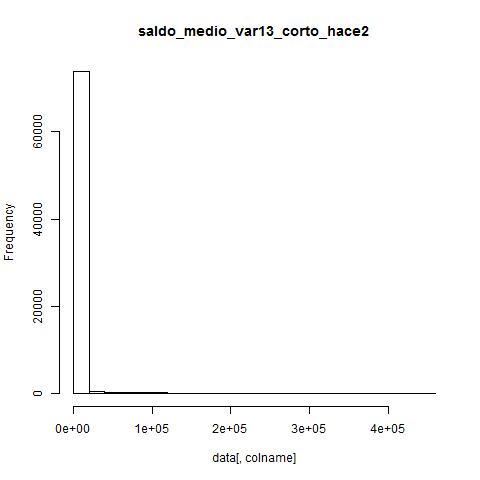 saldo_medio_var13_corto_hace2
Frequency
60000
40000
20000
0
0e+00 1e+05 2e+05 3e+05 4e+05
data[, colname]